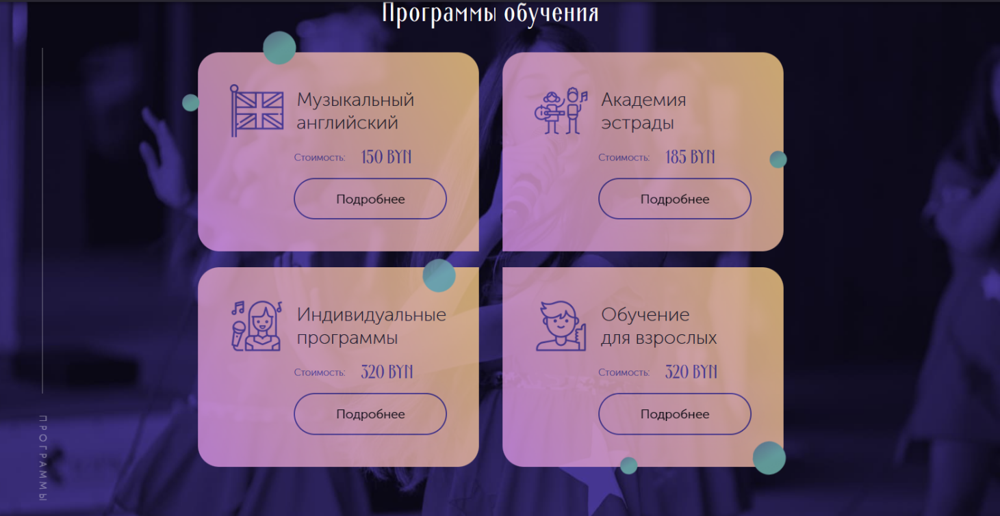 Программы обучения
Музыкальный
английский
Стоимость: 150 BYN
Подробнее
Академия
эстрады
Стоимость: 185 BYN
Подробнее
Индивидуальные
программы
Стоимость: 320 BYN
Подробнее
Обучение
для взрослых
Стоимость: 320 BYN
Подробнее
ПРОГРАММЫ